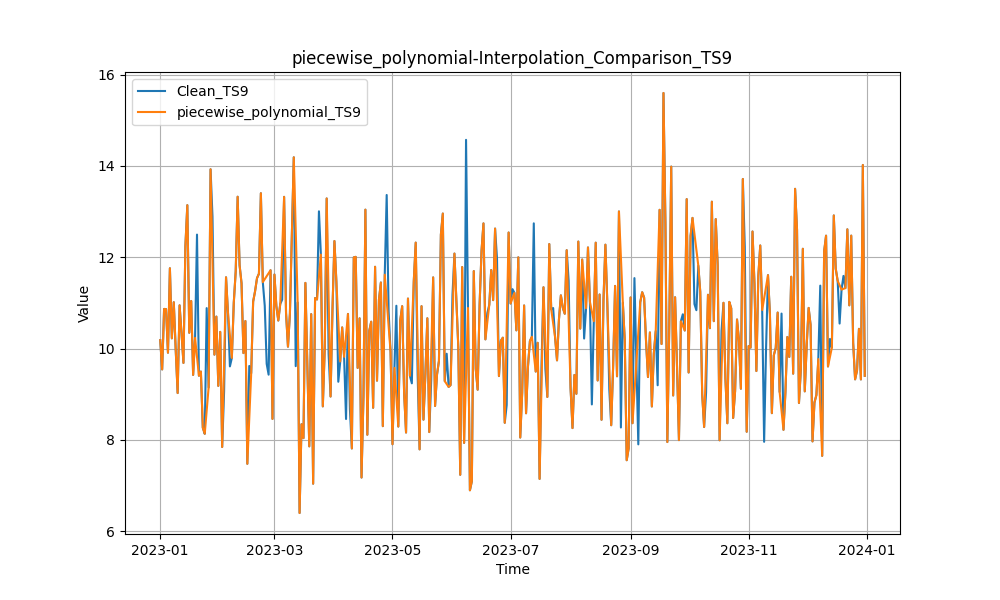 piecewise_polynomial-Interpolation_Comparison_TS9
Clean_TS9
piecewise_polynomial_TS9
Value
16
14
12
10
8
6
2023-01 2023-03 2023-05 2023-07 2023-09 2023-11 2024-01
Time